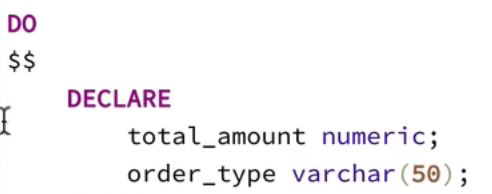 DO
$$
DECLARE
total_amount numeric;
order_type varchar(50);